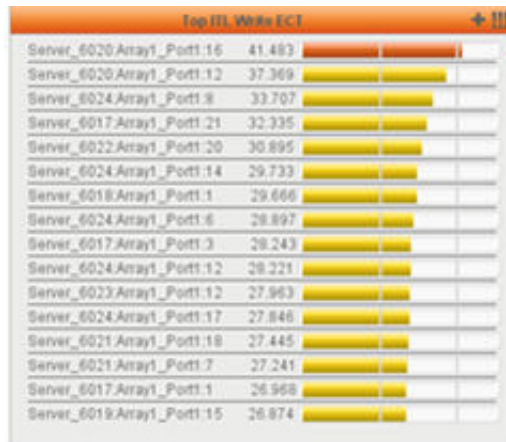 Top ITL Write ECT
Server_6020:Array1_Port1:16 41.483
Server_6020:Array1_Port1:12 37.369
Server_6024:Array1_Port1:8 33.707
Server_6017:Array1_Port1:21 32.335
Server_6022:Array1_Port1:20 30.895
Server_6024:Array1_Port1:14 29.733
Server_6018:Array1_Port1:1 29.666
Server_6024:Array1_Port1:6 28.897
Server_6017:Array1_Port1:3 28.243
Server_6024:Array1_Port1:12 28.221
Server_6023:Array1_Port1:12 27.963
Server_6024:Array1_Port1:17 27.846
Server_6021:Array1_Port1:18 27.445
Server_6021:Array1_Port1:7 27.241
Server_6017:Array1_Port1:1 26.968
Server_6019:Array1_Port1:15 26.874